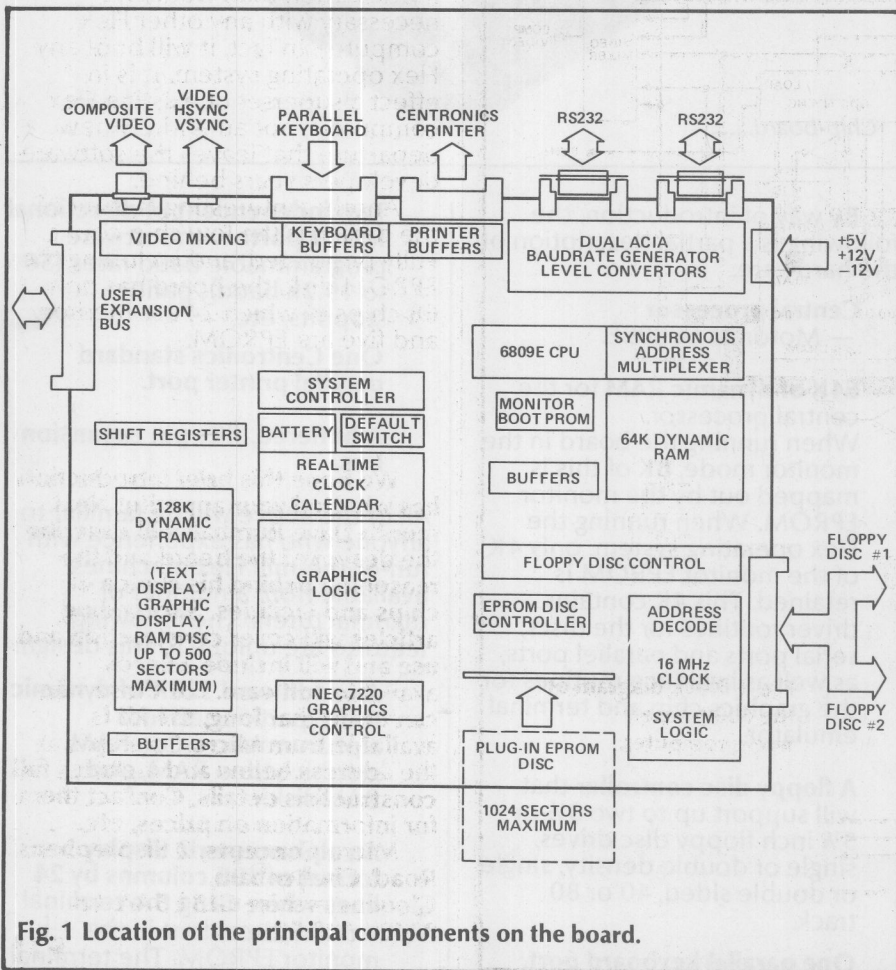 COMPOSITE
VIDEO
VIDEO
HSYNC
VSYNC
PARALLEL
KEYBOARD
CENTRONICS
PRINTER
RS232
RS232
VIDEO MIXING
KEYBOARD
BUFFERS
PRINTER
BUFFERS
DUAL ACIA
BAUDRATE GENERATOR
LEVEL CONVERTORS
+5V
+12V
−12V
USER
EXPANSION
BUS
6809E CPU
SYNCHRONOUS
ADDRESS
MULTIPLEXER
SYSTEM
CONTROLLER
BATTERY
DEFAULT
SWITCH
MONITOR
BOOT PROM
64K DYNAMIC
RAM
SHIFT REGISTERS
REALTIME
CLOCK
CALENDAR
BUFFERS
128K
DYNAMIC
RAM
(TEXT
DISPLAY,
GRAPHIC
DISPLAY,
RAM DISC
UP TO 500
SECTORS
MAXIMUM)
GRAPHICS
LOGIC
FLOPPY DISC CONTROL
FLOPPY
DISC #1
EPROM DISC
CONTROLLER
ADDRESS
DECODE
16 MHz
CLOCK
SYSTEM
LOGIC
NEC 7220
GRAPHICS
CONTROL
FLOPPY
DISC #2
BUFFERS
PLUG-IN EPROM
DISC
1024 SECTORS
MAXIMUM
Fig. 1 Location of the principal components on the board.